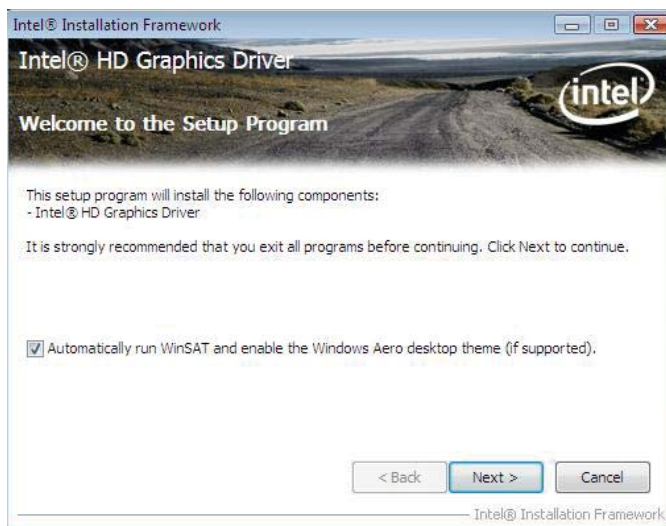 Intel® Installation Framework
Intel® HD Graphics Driver
intel
Welcome to the Setup Program
This setup program will install the following components:
- Intel® HD Graphics Driver
It is strongly recommended that you exit all programs before continuing. Click Next to continue.
Automatically run WinSAT and enable the Windows Aero desktop theme (if supported).
< Back Next > Cancel
Intel® Installation Framework